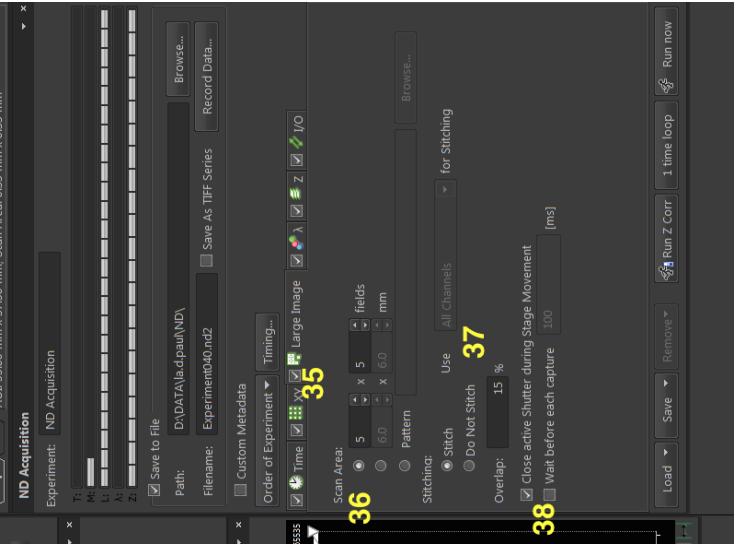 ND Acquisition
Experiment: ND Acquisition
T:
M:
L:
λ:
Z:
Save to File
Path: D:\DATA\la.d.paul\ND\ Browse...
Filename: Experiment040.nd2 Save As TIFF Series Record Data...
Custom Metadata
Order of Experiment Timing...
Time XY Large Image λ Z I/O
35
Scan Area:
36
5 x 5 fields
6.0 x 6.0 mm
Pattern Browse...
Stitching:
Stitch Use All Channels for Stitching
Do Not Stitch
37
Overlap: 15 %
Close active Shutter during Stage Movement
38
Wait before each capture 100 [ms]
Load Save Remove Run Z Corr 1 time loop Run now
65535